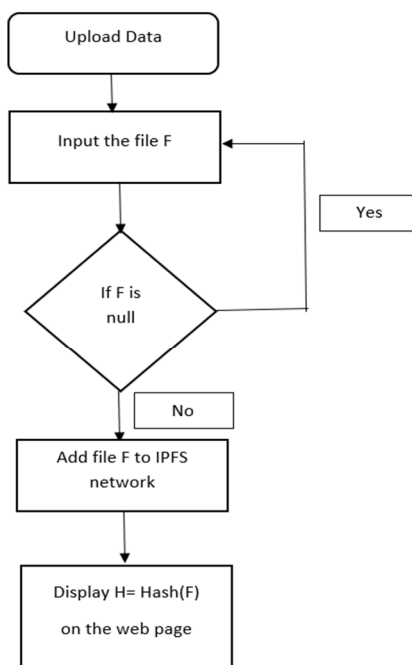 Upload Data
Input the file F
Yes
If F is
null
No
Add file F to IPFS
network
Display H= Hash(F)
on the web page